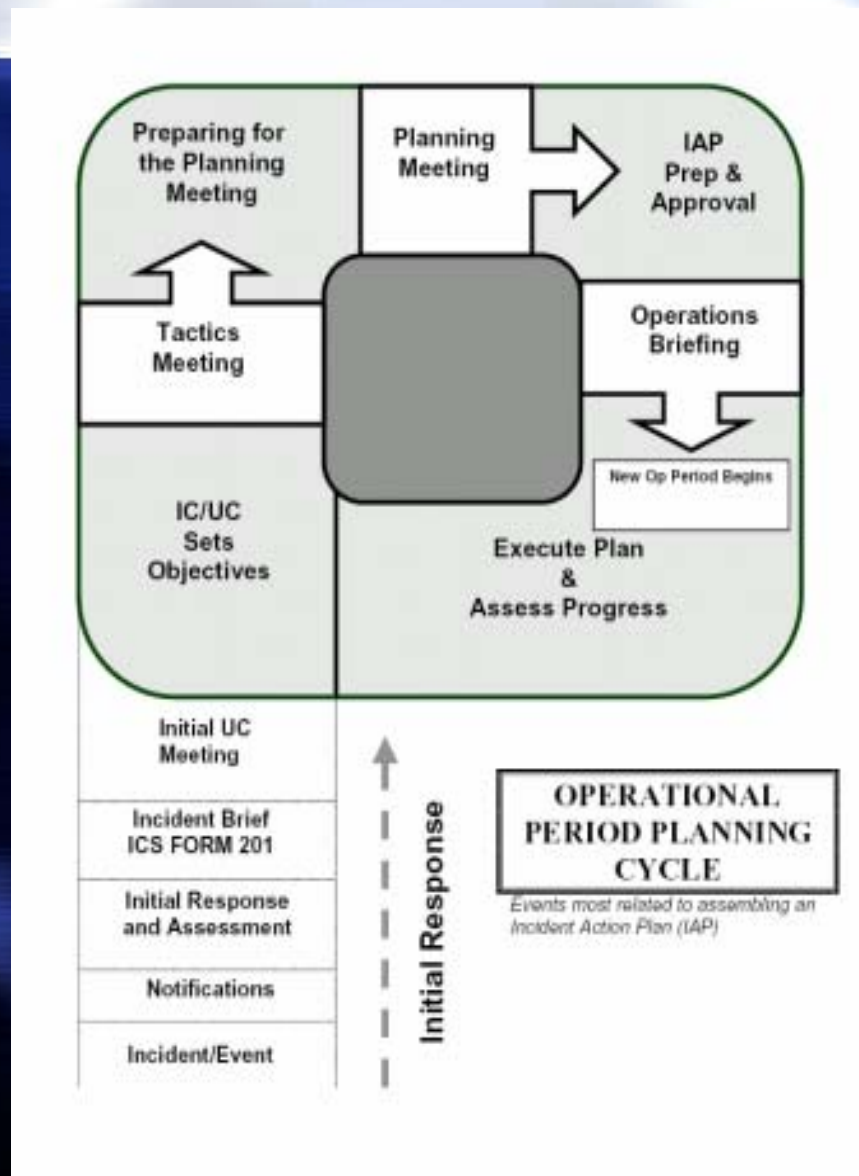 Preparing for
the Planning
Meeting
Planning
Meeting
IAP
Prep &
Approval
Tactics
Meeting
Operations
Briefing
New Op Period Begins
IC/UC
Sets
Objectives
Execute Plan
&
Assess Progress
Initial UC
Meeting
Incident Brief
ICS FORM 201
Initial Response
and Assessment
Notifications
Incident/Event
Initial Response
OPERATIONAL
PERIOD PLANNING
CYCLE
Events most related to assembling an
Incident Action Plan (IAP)